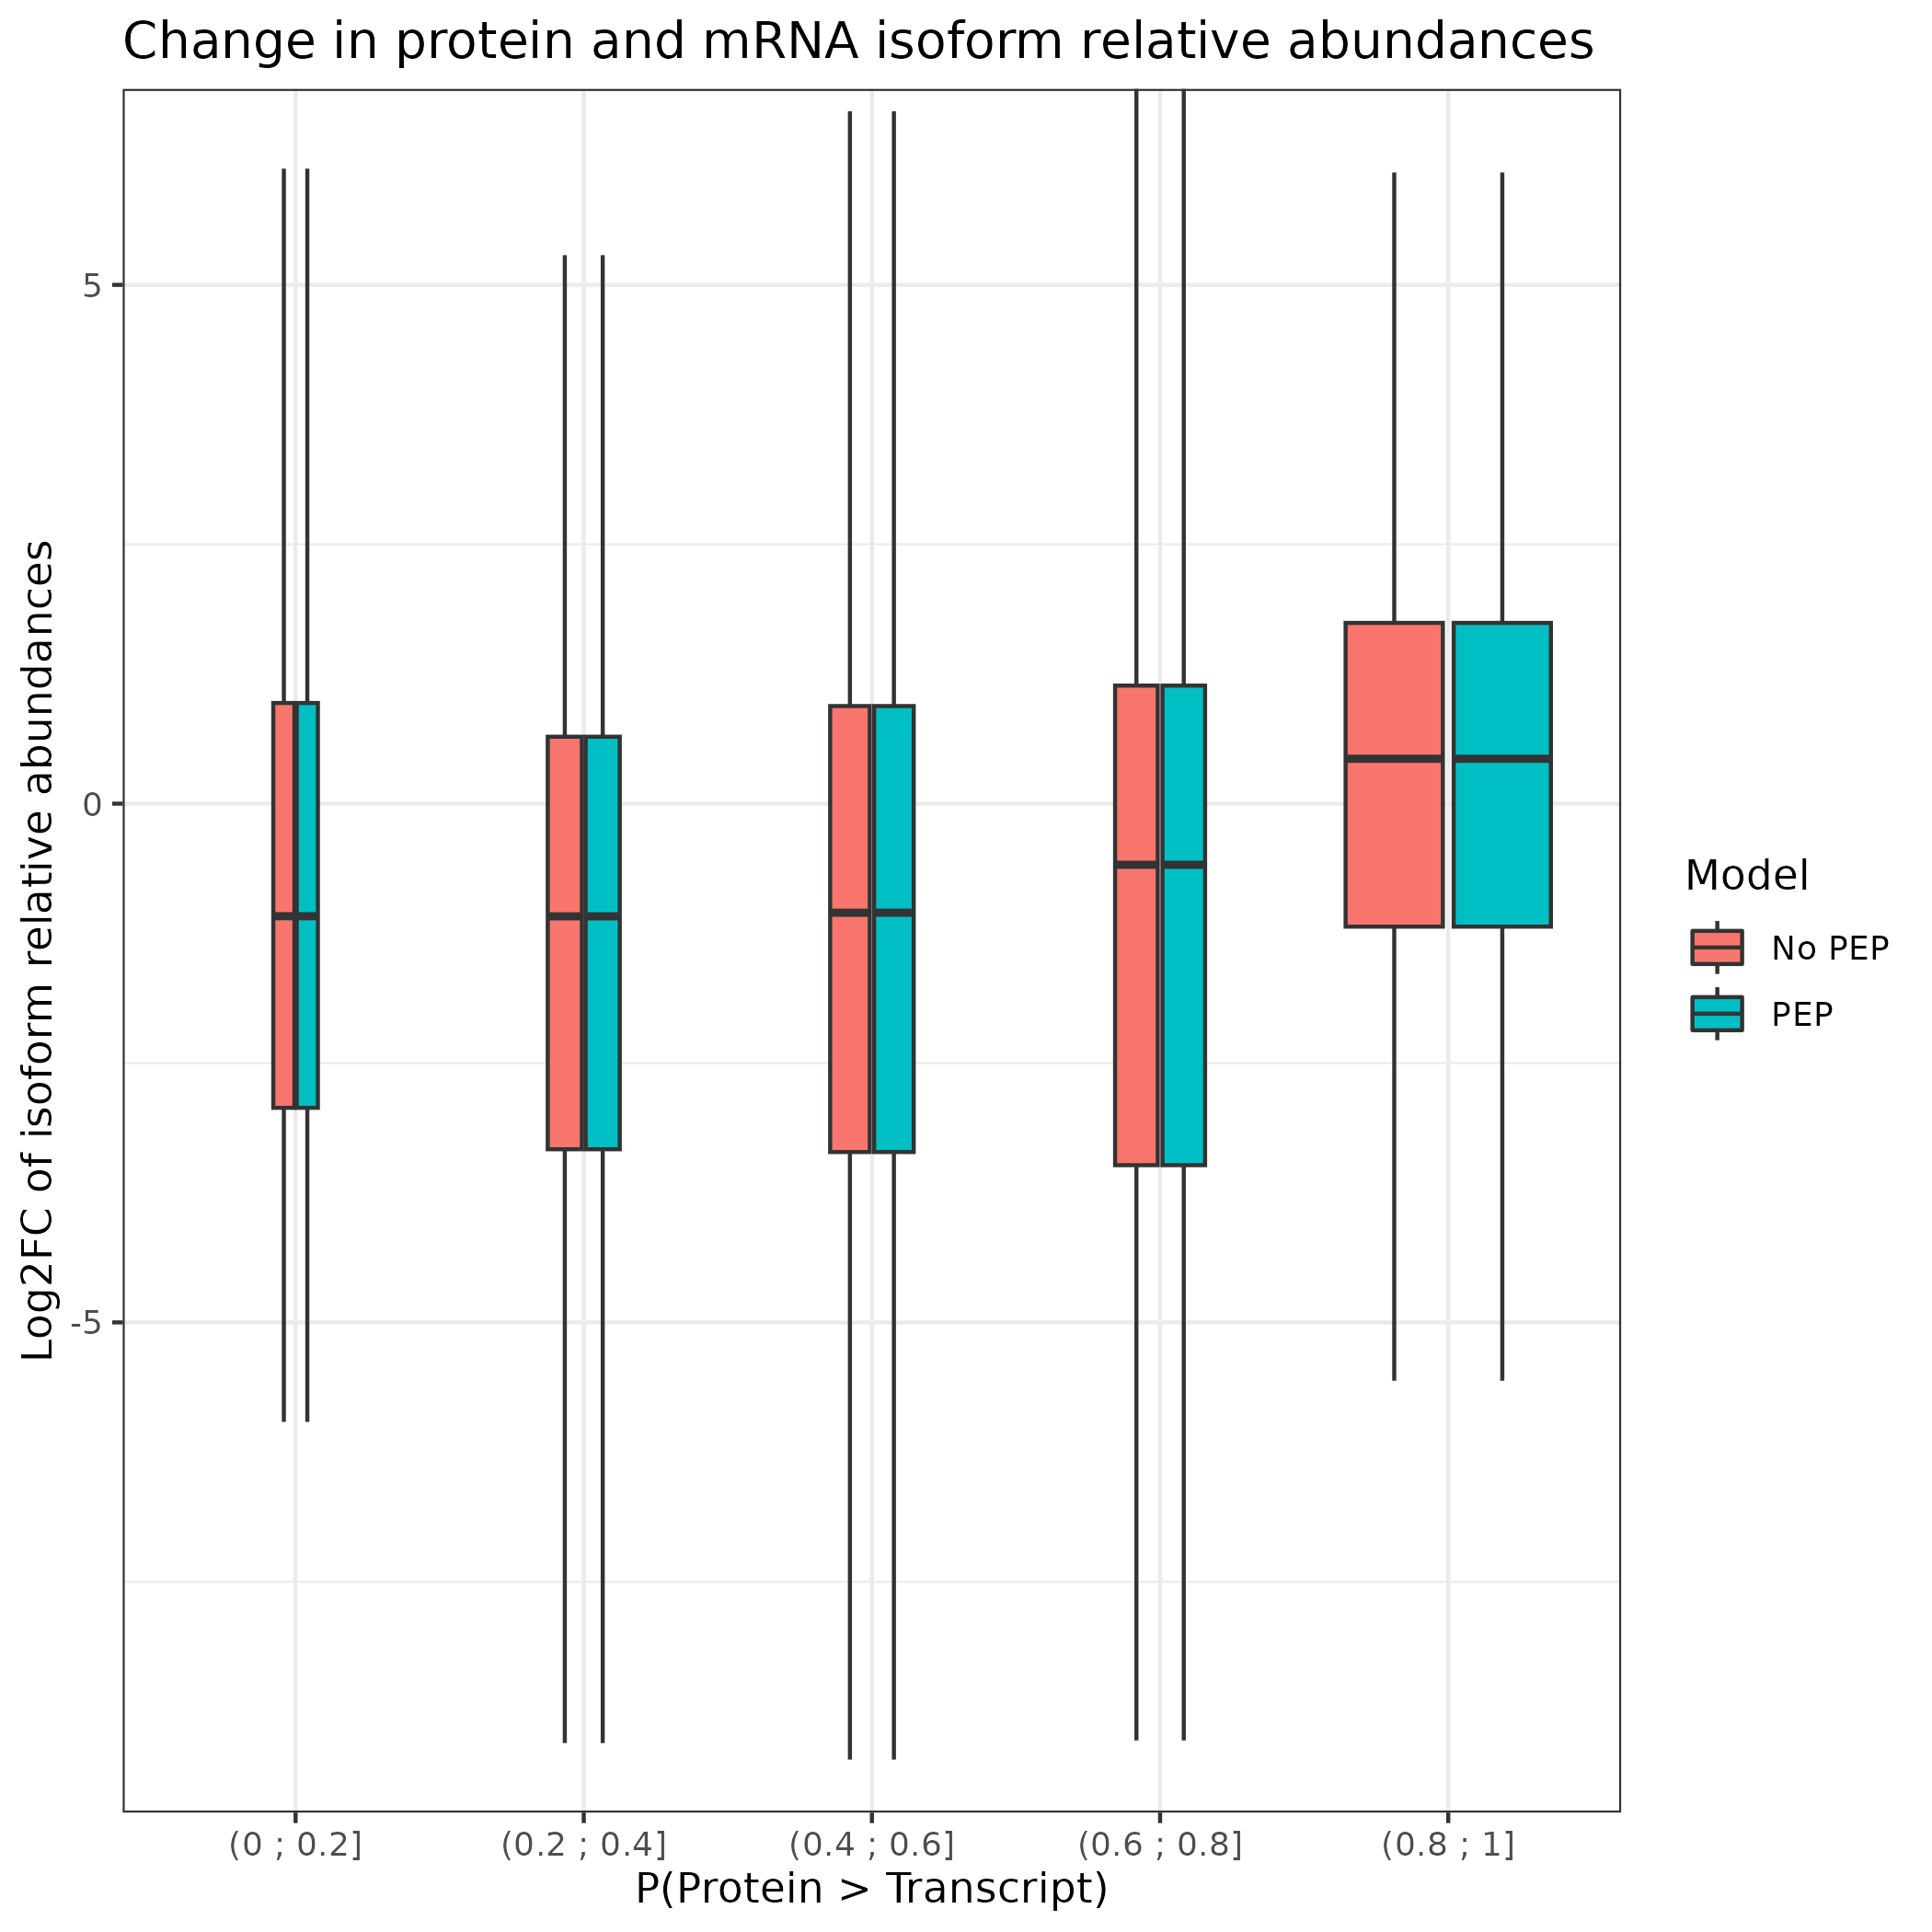 Change in protein and mRNA isoform relative abundances
Log2FC of isoform relative abundances
5
0
-5
(0 ; 0.2]
(0.2 ; 0.4]
(0.4 ; 0.6]
(0.6 ; 0.8]
(0.8 ; 1]
P(Protein > Transcript)
Model
No PEP
PEP